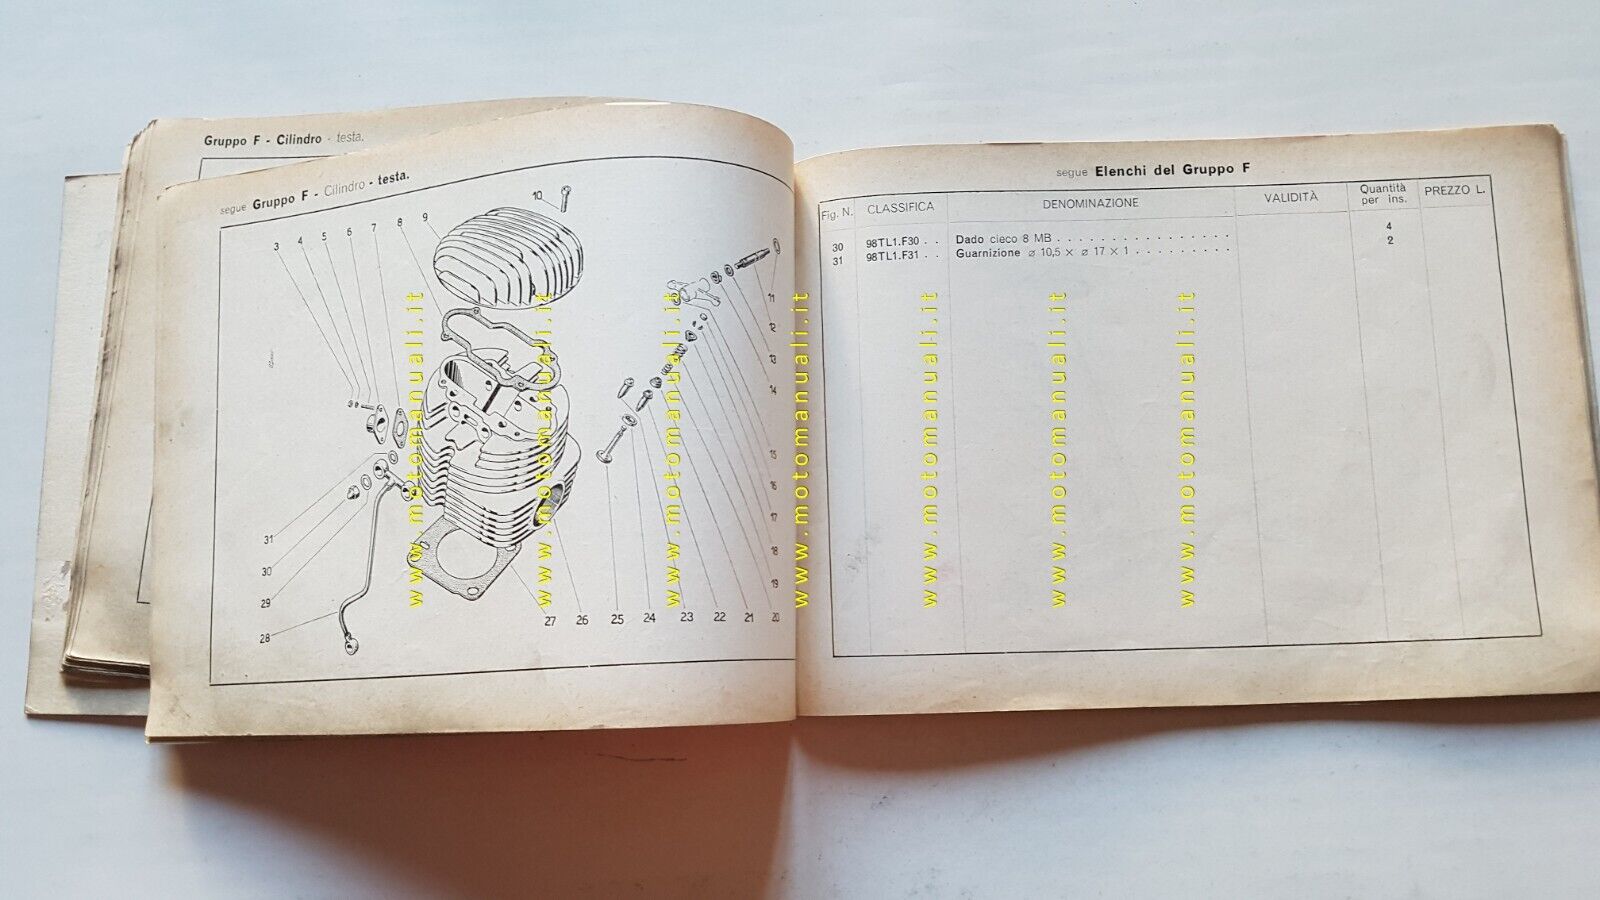 Gruppo F - Cilindro - testa.
segue Gruppo F - Cilindro - testa.
3 4 5 6 7 8 9 10
11
12
13
14
15
16
17
18
19
31
30
29
28
27 26 25 24 23 22 21 20
segue Elenchi del Gruppo F
Fig. N. CLASSIFICA DENOMINAZIONE VALIDITÀ Quantità per ins. PREZZO L.
30 98TL1.F30 . . Dado cieco 8 MB . . . . . . . . . . . . . . . . 4
31 98TL1.F31 . . Guarnizione ø 10,5 × ø 17 × 1 . . . . . . . . . 2
www.motomanuali.it
www.motomanuali.it
www.motomanuali.it
www.motomanuali.it
www.motomanuali.it
www.motomanuali.it
www.motomanuali.it